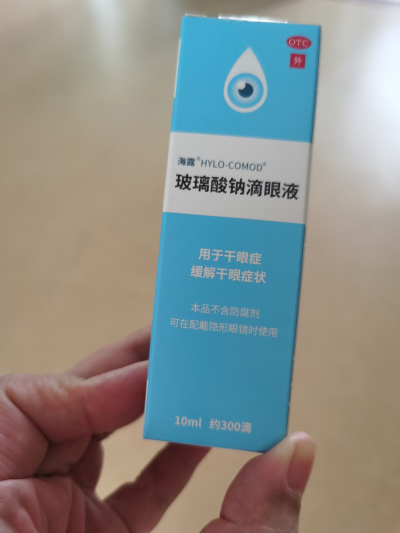 OTC
外
海露®HYLO-COMOD®
玻璃酸钠滴眼液
用于干眼症
缓解干眼症状
本品不含防腐剂
可在配戴隐形眼镜时使用
10ml 约300滴